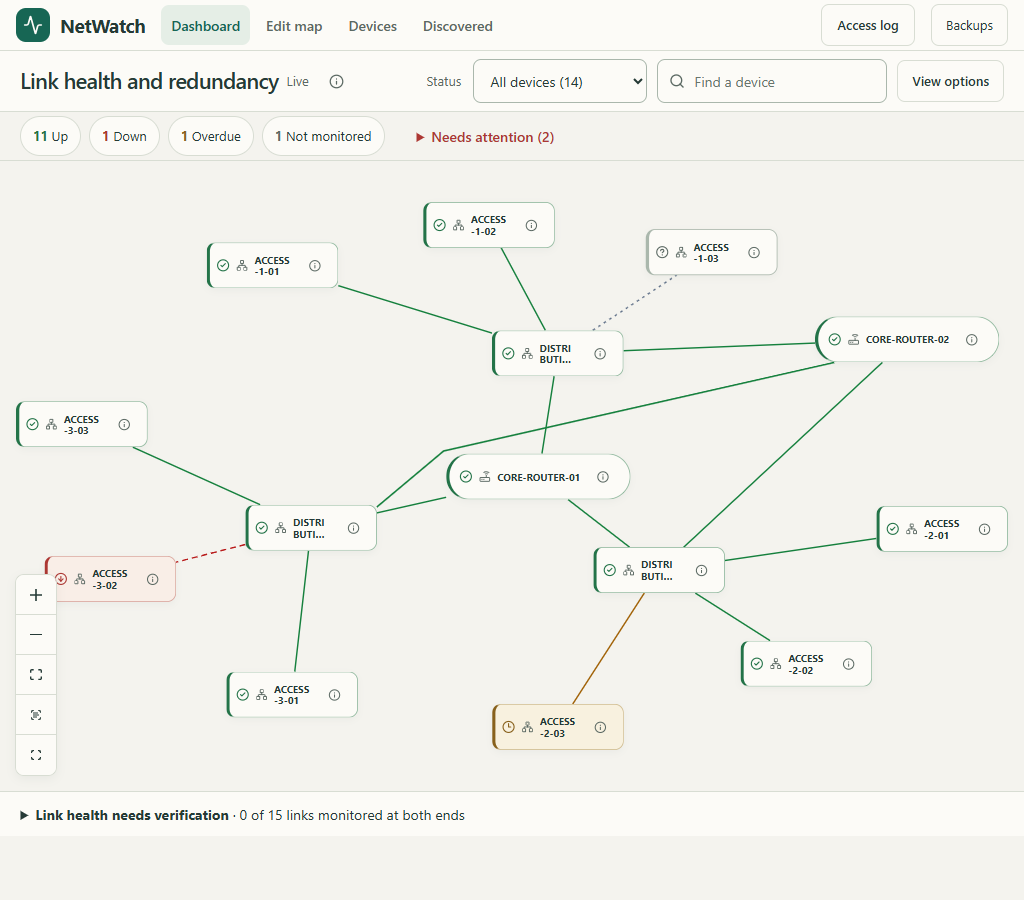 NetWatch
Dashboard
Edit map
Devices
Discovered
Access log
Backups
Link health and redundancy
Live
Status
All devices (14)
Find a device
View options
11 Up
1 Down
1 Overdue
1 Not monitored
▶ Needs attention (2)
ACCESS
-1-02
ACCESS
-1-03
ACCESS
-1-01
CORE-ROUTER-02
DISTRI
BUTI...
ACCESS
-3-03
CORE-ROUTER-01
DISTRI
BUTI...
ACCESS
-2-01
DISTRI
BUTI...
ACCESS
-3-02
ACCESS
-2-02
ACCESS
-3-01
ACCESS
-2-03
▶ Link health needs verification · 0 of 15 links monitored at both ends